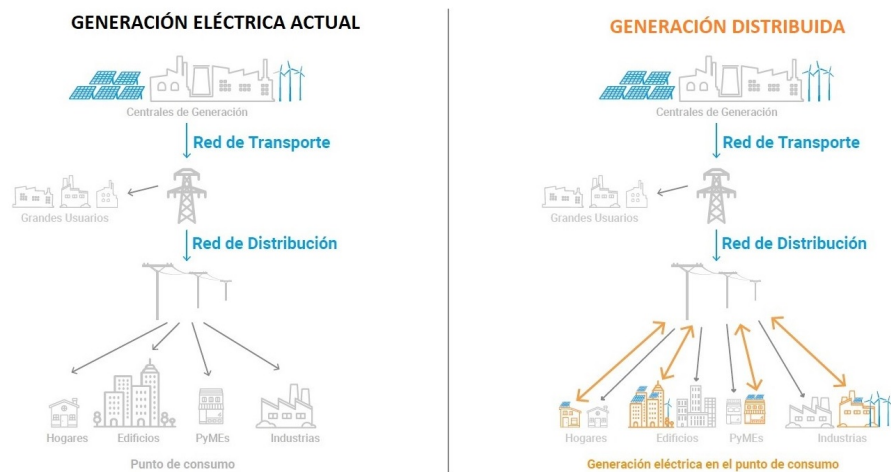 GENERACIÓN ELÉCTRICA ACTUAL
Centrales de Generación
Red de Transporte
Grandes Usuarios
Red de Distribución
Hogares
Edificios
PyMEs
Industrias
Punto de consumo
GENERACIÓN DISTRIBUIDA
Centrales de Generación
Red de Transporte
Grandes Usuarios
Red de Distribución
Hogares
Edificios
PyMEs
Industrias
Generación eléctrica en el punto de consumo